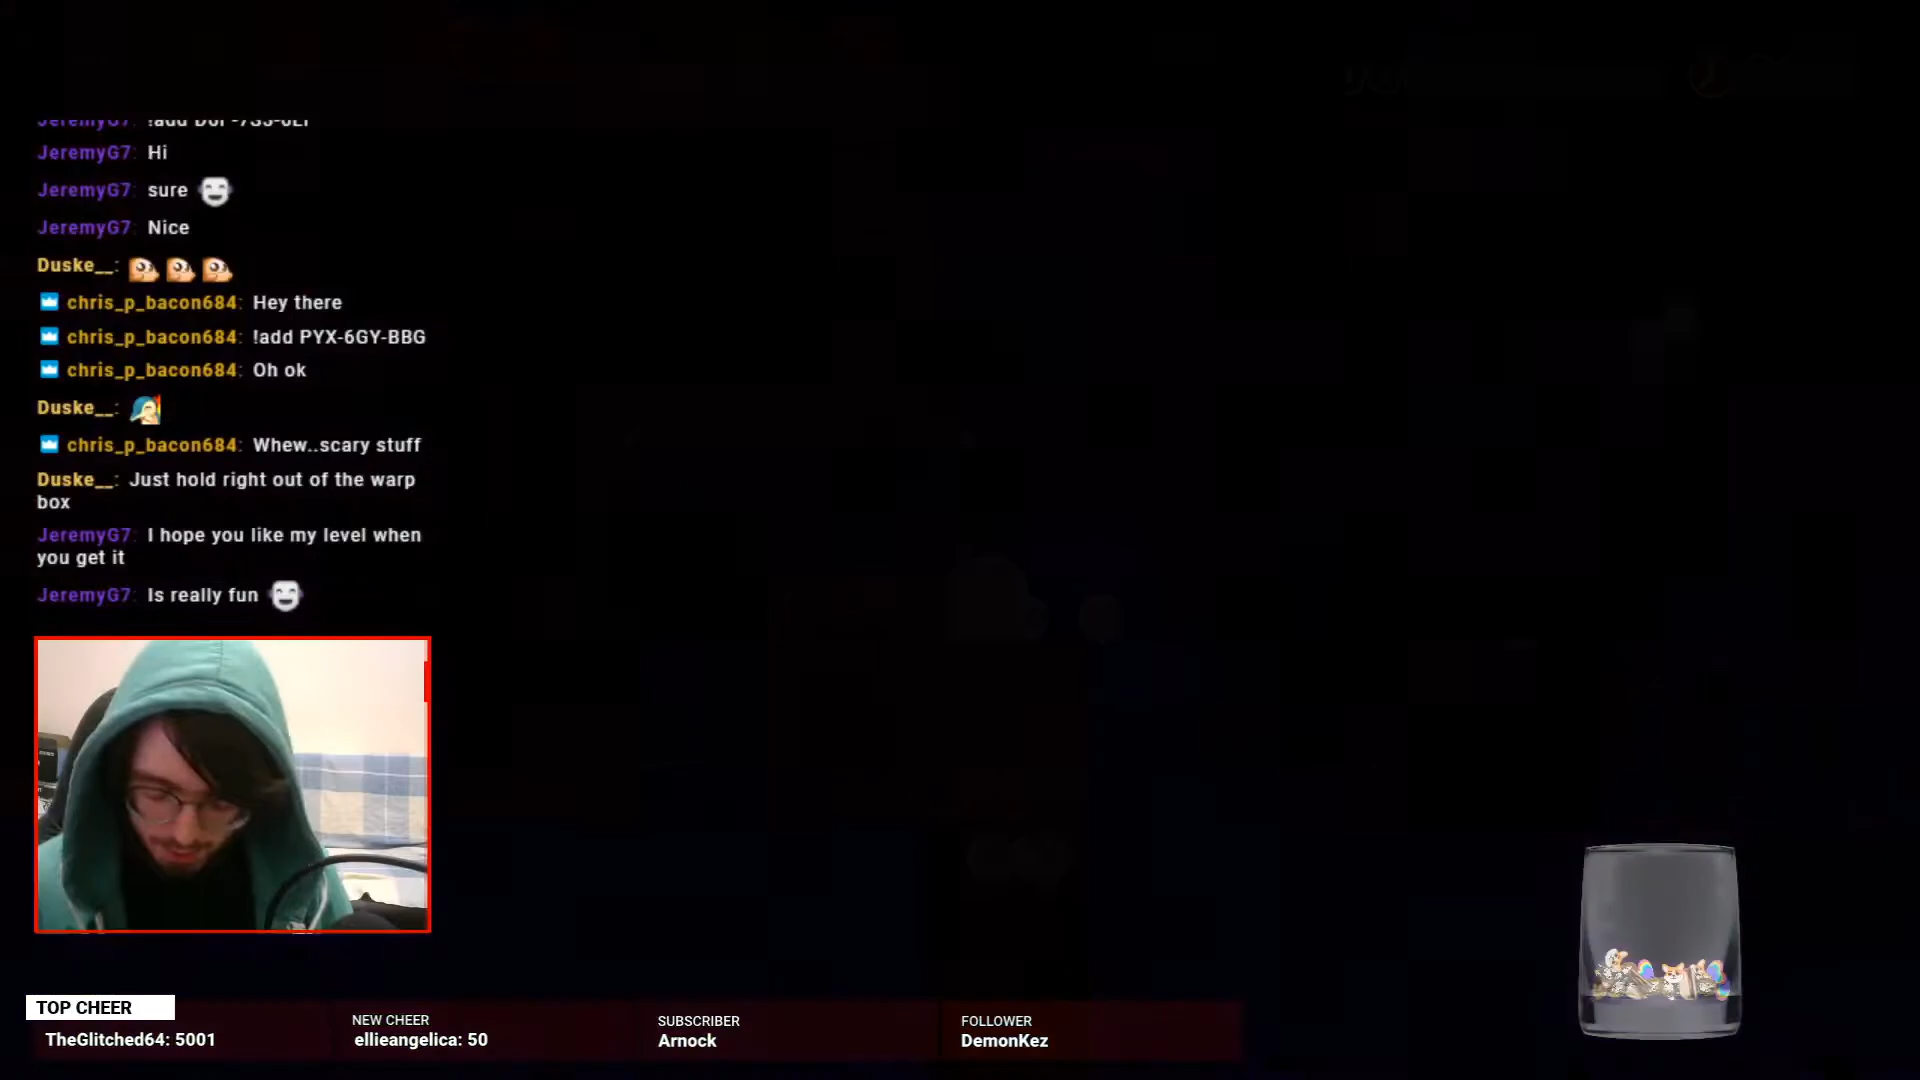 JeremyG7: !add
JeremyG7: Hi
JeremyG7: sure
JeremyG7: Nice
Duske__:
chris_p_bacon684: Hey there
chris_p_bacon684: !add PYX-6GY-BBG
chris_p_bacon684: Oh ok
Duske__:
chris_p_bacon684: Whew..scary stuff
Duske__: Just hold right out of the warp
box
JeremyG7: I hope you like my level when
you get it
JeremyG7: Is really fun
TOP CHEER
TheGlitched64: 5001
NEW CHEER
ellieangelica: 50
SUBSCRIBER
Arnock
FOLLOWER
DemonKez